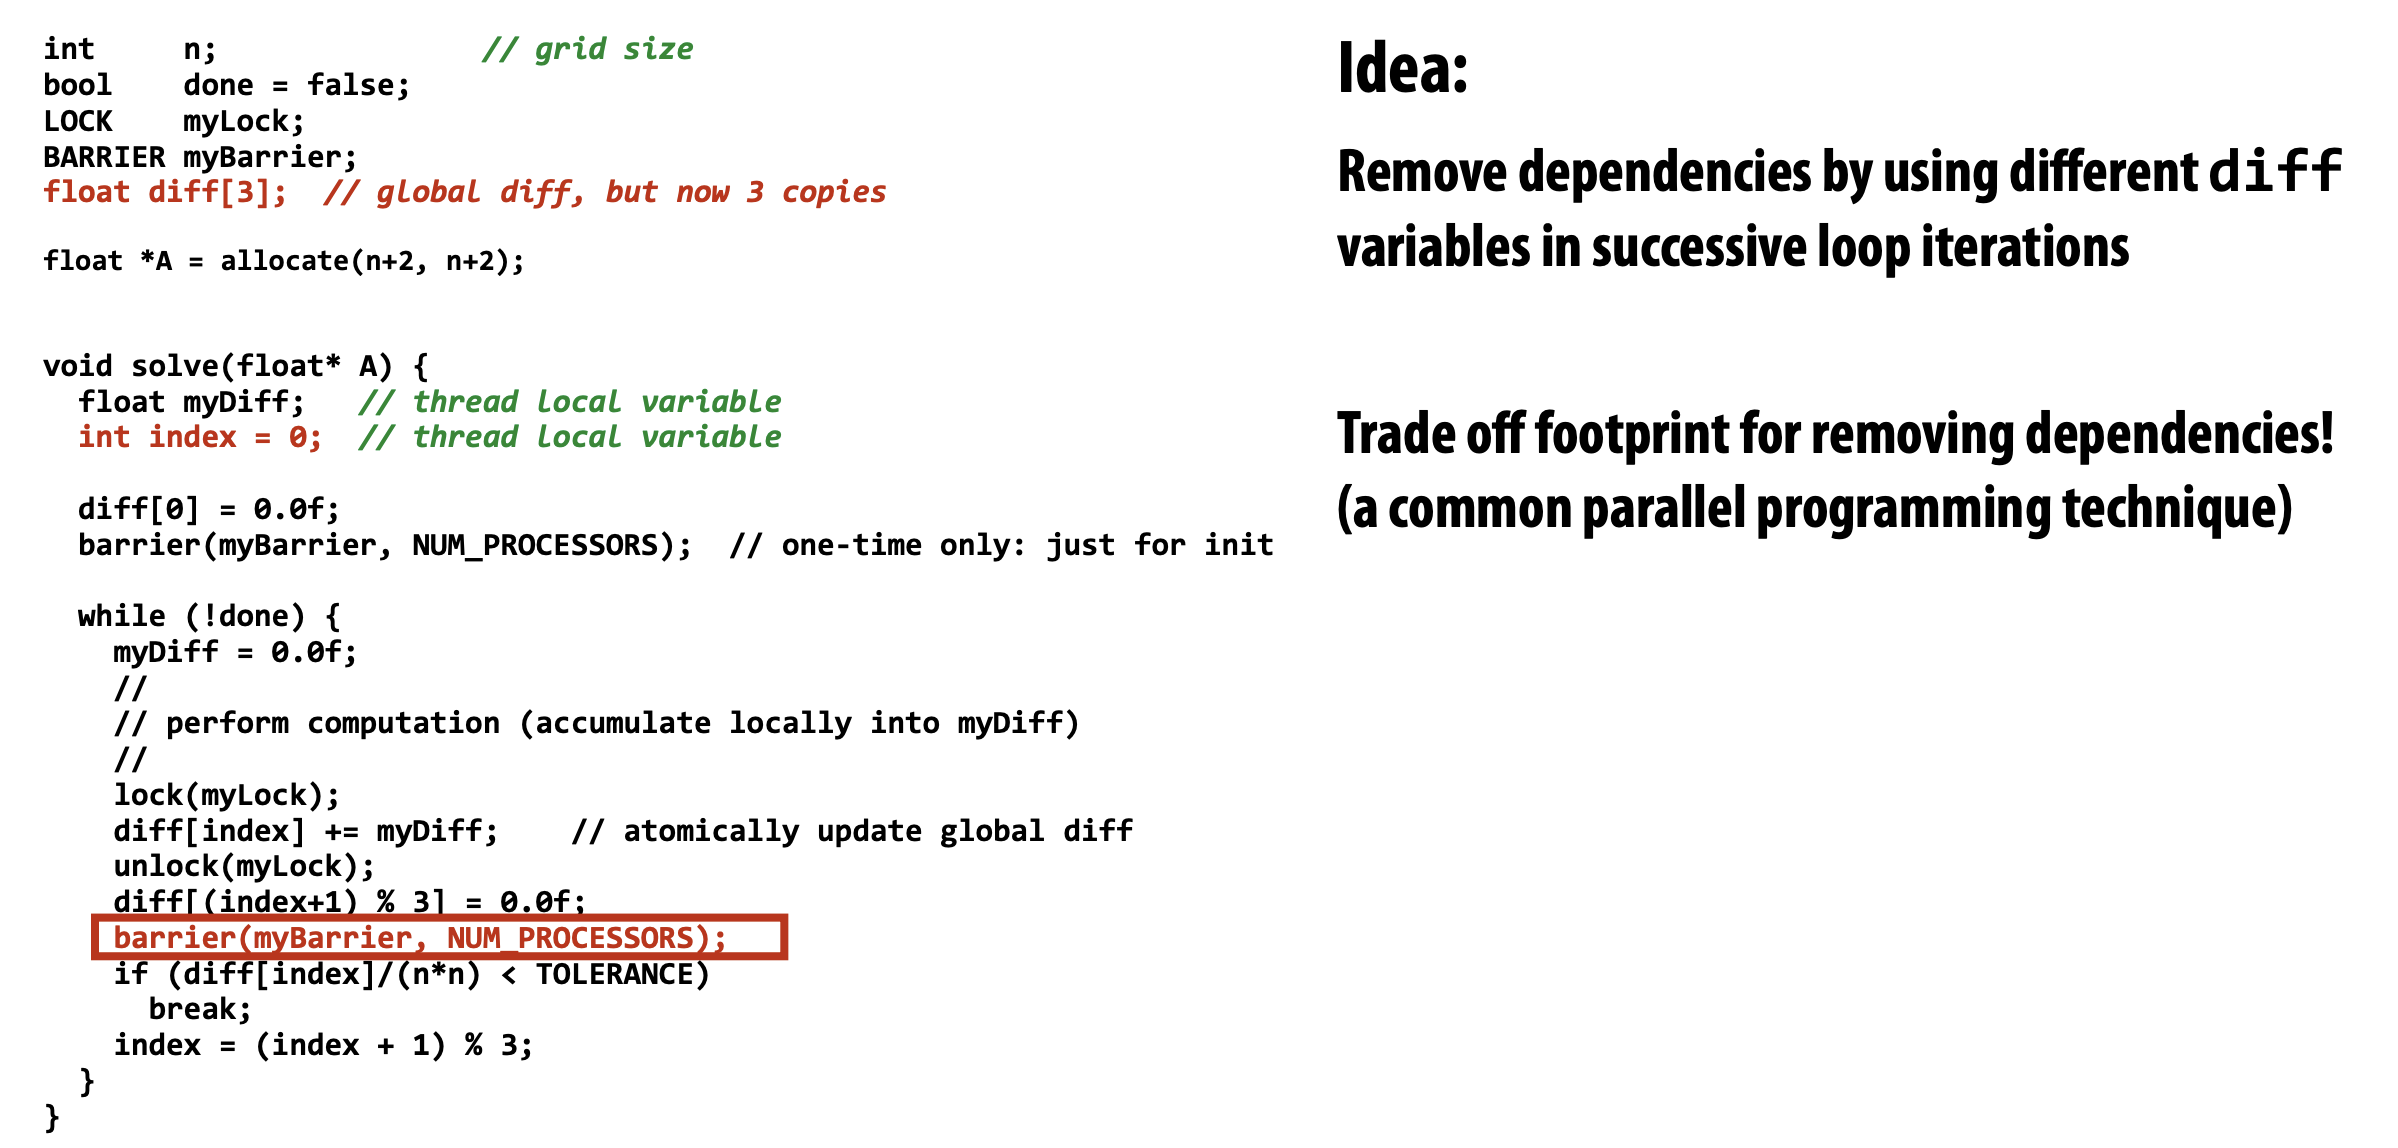 int     n;               // grid size
bool    done = false;
LOCK    myLock;
BARRIER myBarrier;
float diff[3];  // global diff, but now 3 copies
float *A = allocate(n+2, n+2);
void solve(float* A) {
  float myDiff;   // thread local variable
  int index = 0;  // thread local variable
  diff[0] = 0.0f;
  barrier(myBarrier, NUM_PROCESSORS);  // one-time only: just for init
  while (!done) {
    myDiff = 0.0f;
    //
    // perform computation (accumulate locally into myDiff)
    //
    lock(myLock);
    diff[index] += myDiff;    // atomically update global diff
    unlock(myLock);
    diff[(index+1) % 3] = 0.0f;
    barrier(myBarrier, NUM_PROCESSORS);
    if (diff[index]/(n*n) < TOLERANCE)
      break;
    index = (index + 1) % 3;
  }
}
Idea:
Remove dependencies by using different diff
variables in successive loop iterations
Trade off footprint for removing dependencies!
(a common parallel programming technique)